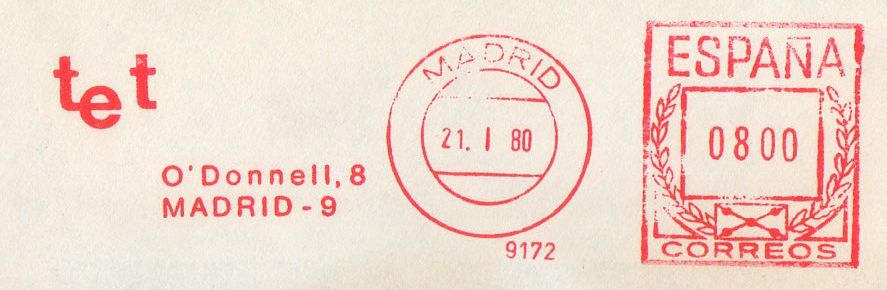 tet
O'Donnell, 8
MADRID - 9
MADRID
21. I 80
9172
ESPAÑA
0800
CORREOS